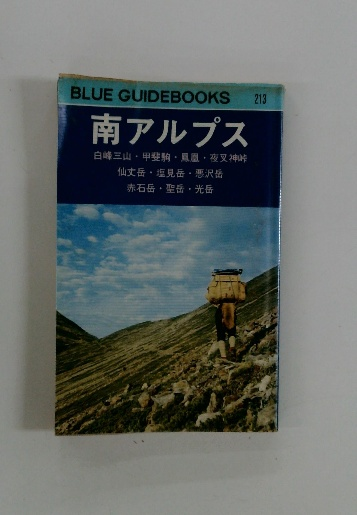 BLUE GUIDEBOOKS 213
南アルプス
白峰三山・甲斐駒・鳳凰・夜叉神峠
仙丈岳・塩見岳・悪沢岳
赤石岳・聖岳・光岳